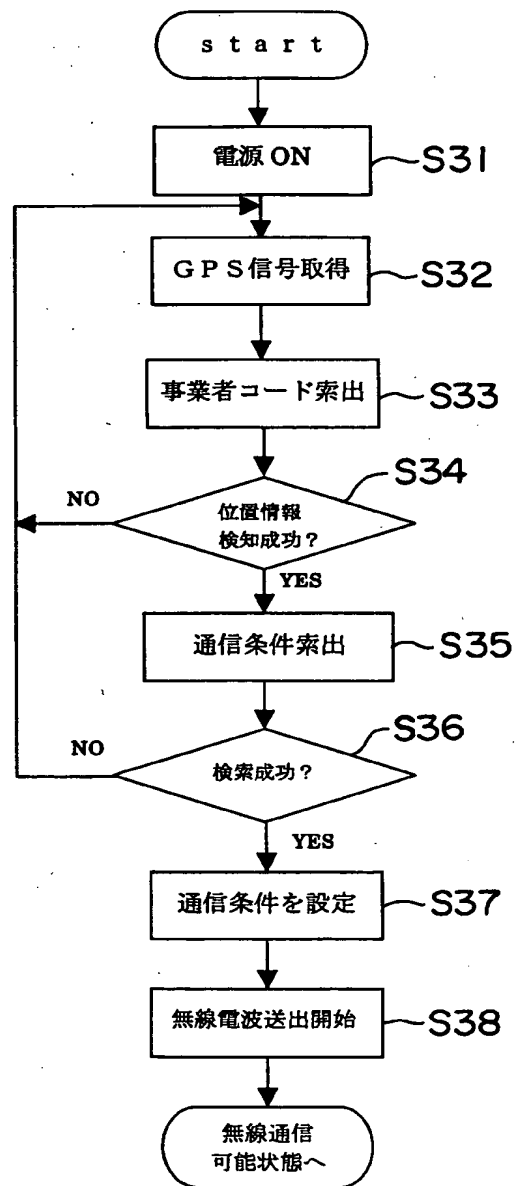 start
電源 ON
S31
ＧＰＳ信号取得
S32
事業者コード索出
S33
S34
NO
位置情報
検知成功？
YES
通信条件索出
S35
S36
NO
検索成功？
YES
通信条件を設定
S37
無線電波送出開始
S38
無線通信
可能状態へ